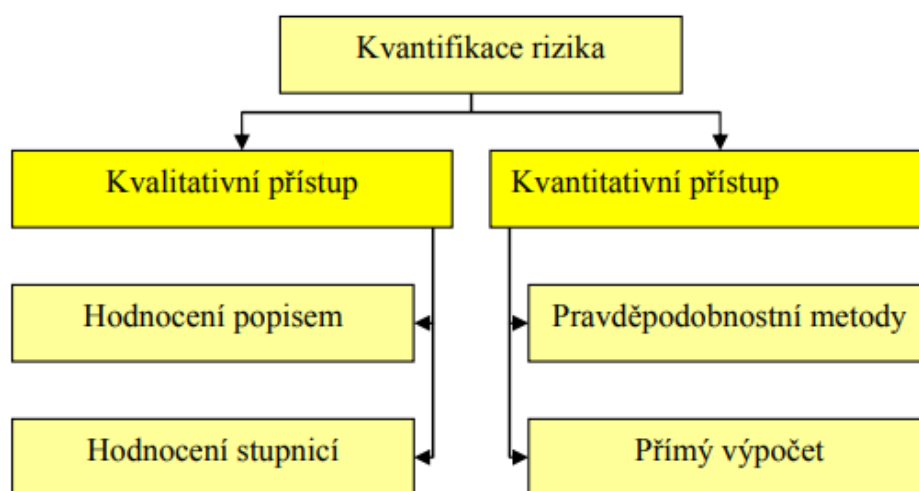 Kvantifikace rizika
Kvalitativní přístup
Kvantitativní přístup
Hodnocení popisem
Pravděpodobnostní metody
Hodnocení stupnicí
Přímý výpočet